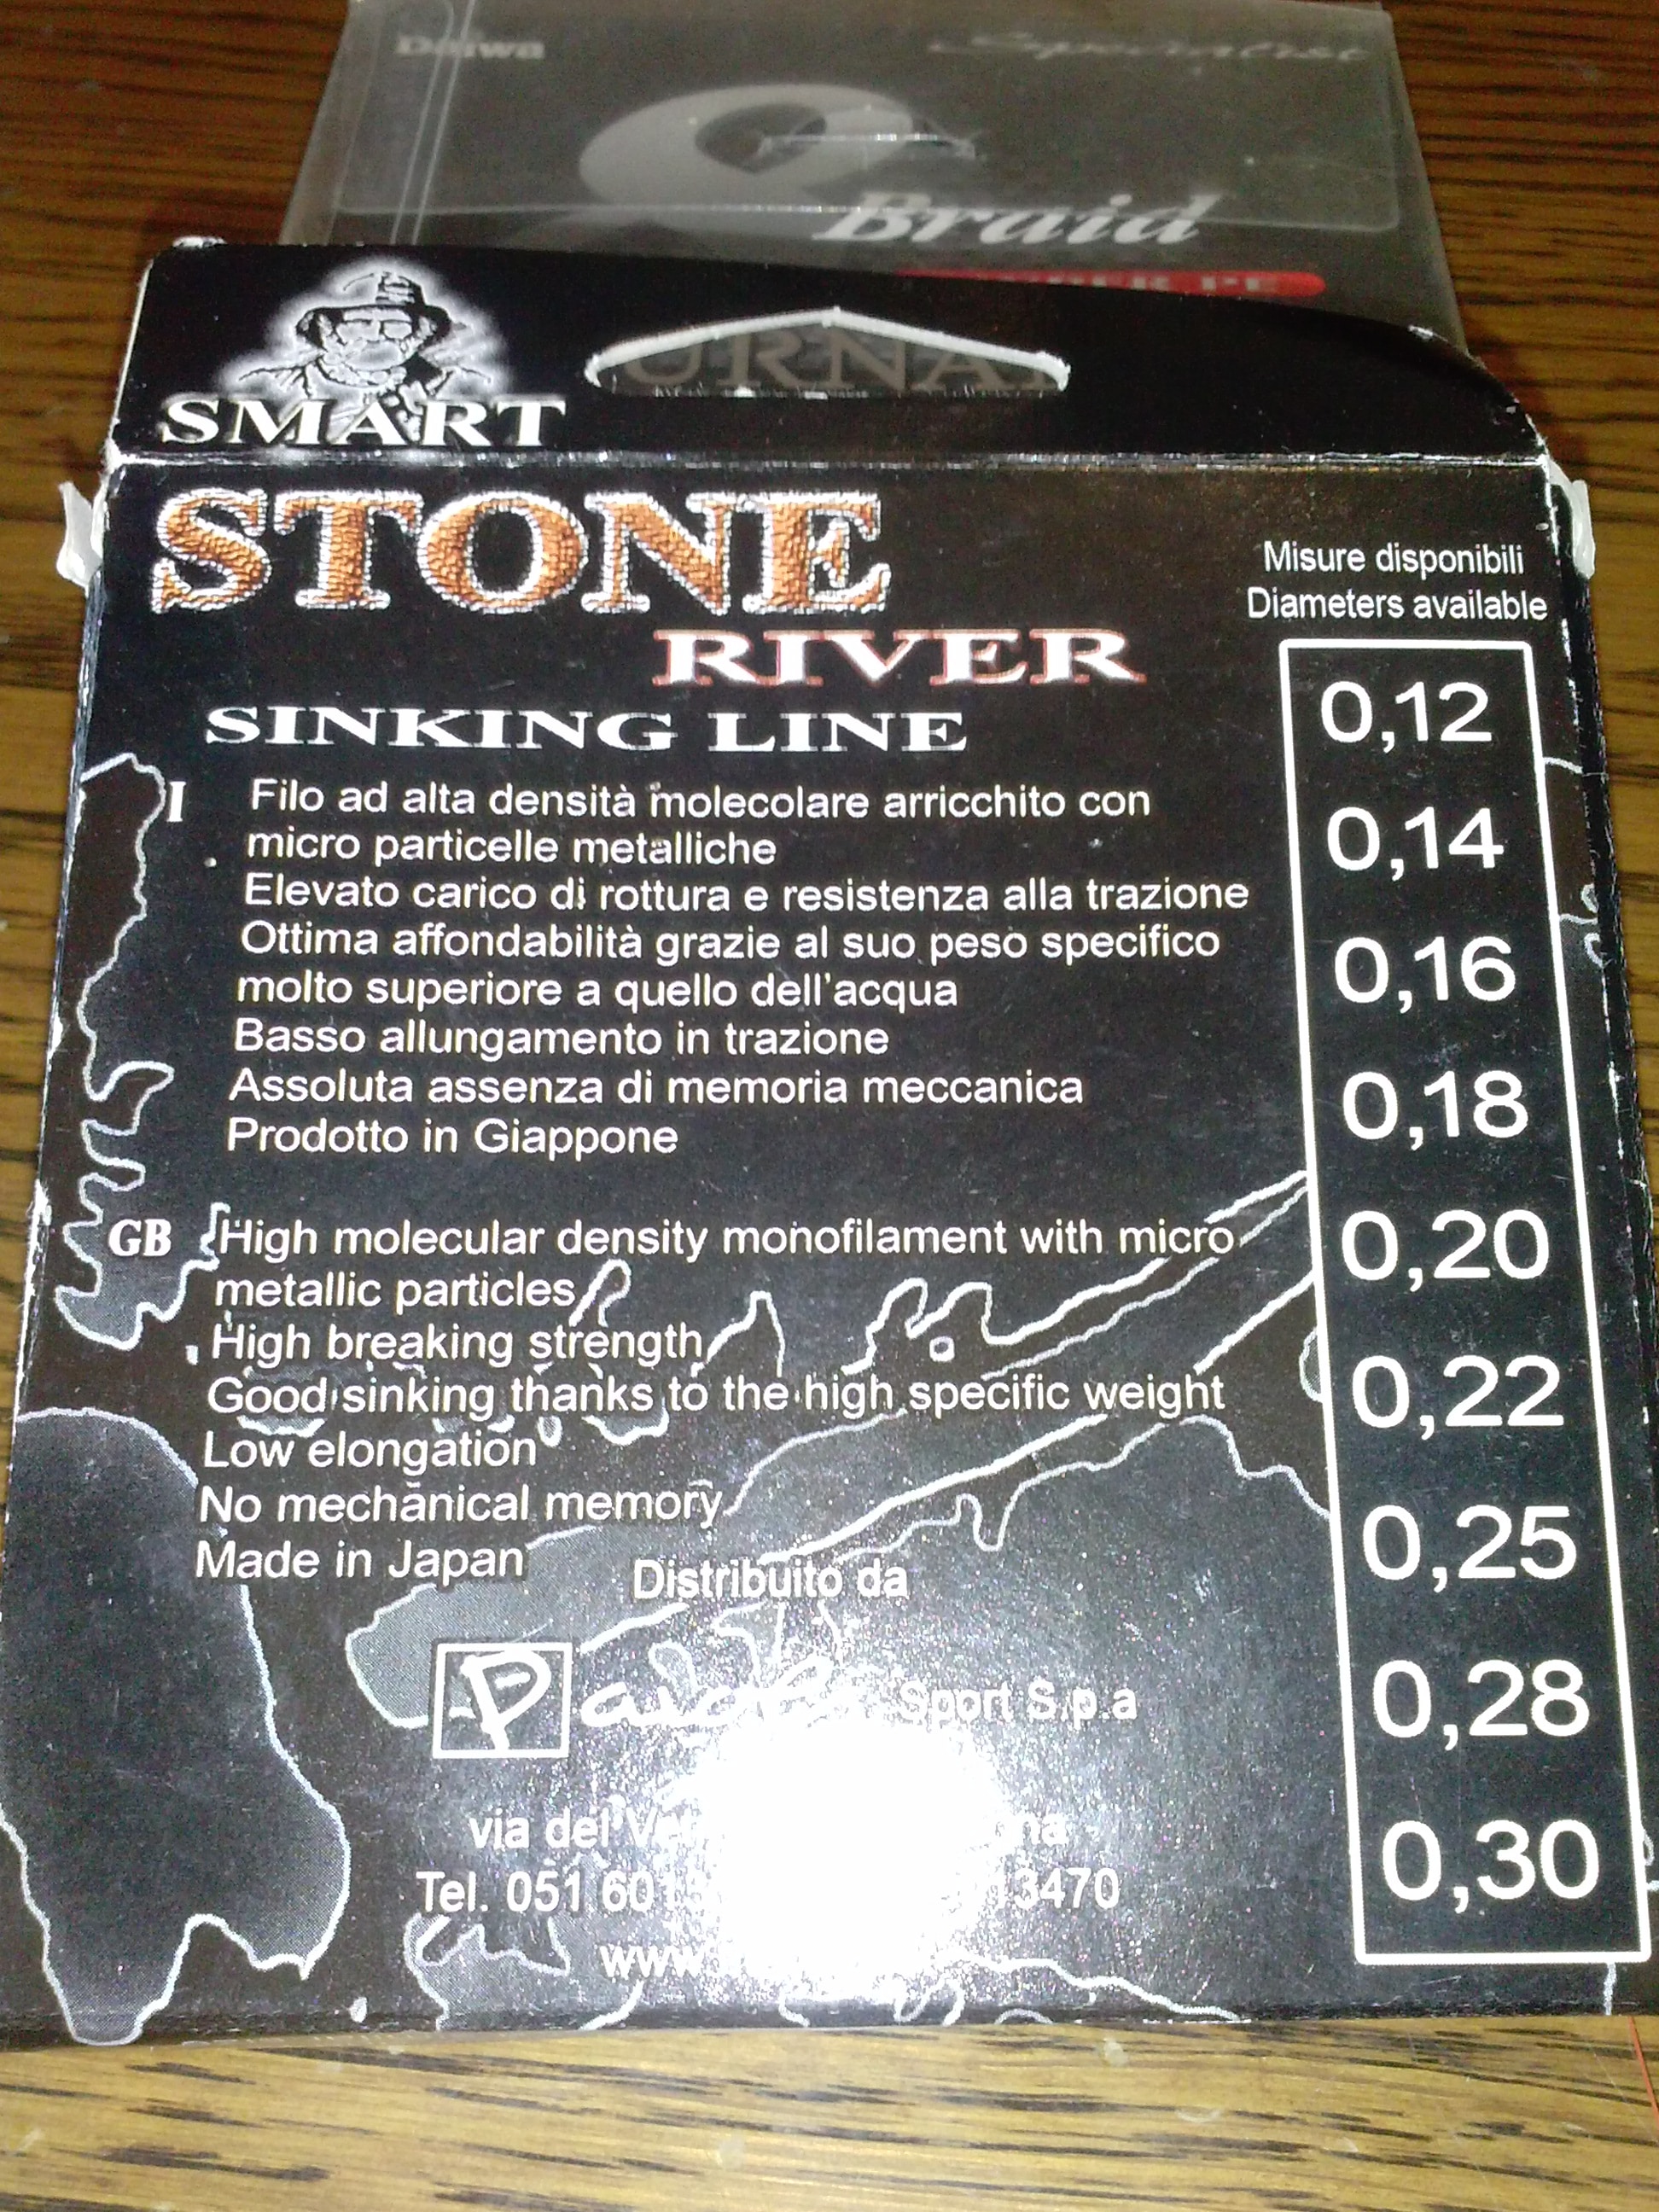 Daiwa
Braid
SMART
STONE
RIVER
SINKING LINE
Misure disponibili
Diameters available
0,12
0,14
0,16
0,18
0,20
0,22
0,25
0,28
0,30
I
Filo ad alta densità molecolare arricchito con
micro particelle metalliche
Elevato carico di rottura e resistenza alla trazione
Ottima affondabilità grazie al suo peso specifico
molto superiore a quello dell'acqua
Basso allungamento in trazione
Assoluta assenza di memoria meccanica
Prodotto in Giappone
GB
High molecular density monofilament with micro
metallic particles
High breaking strength
Good sinking thanks to the high specific weight
Low elongation
No mechanical memory
Made in Japan
Distribuito da
Sport S.p.a
via del
Tel. 051